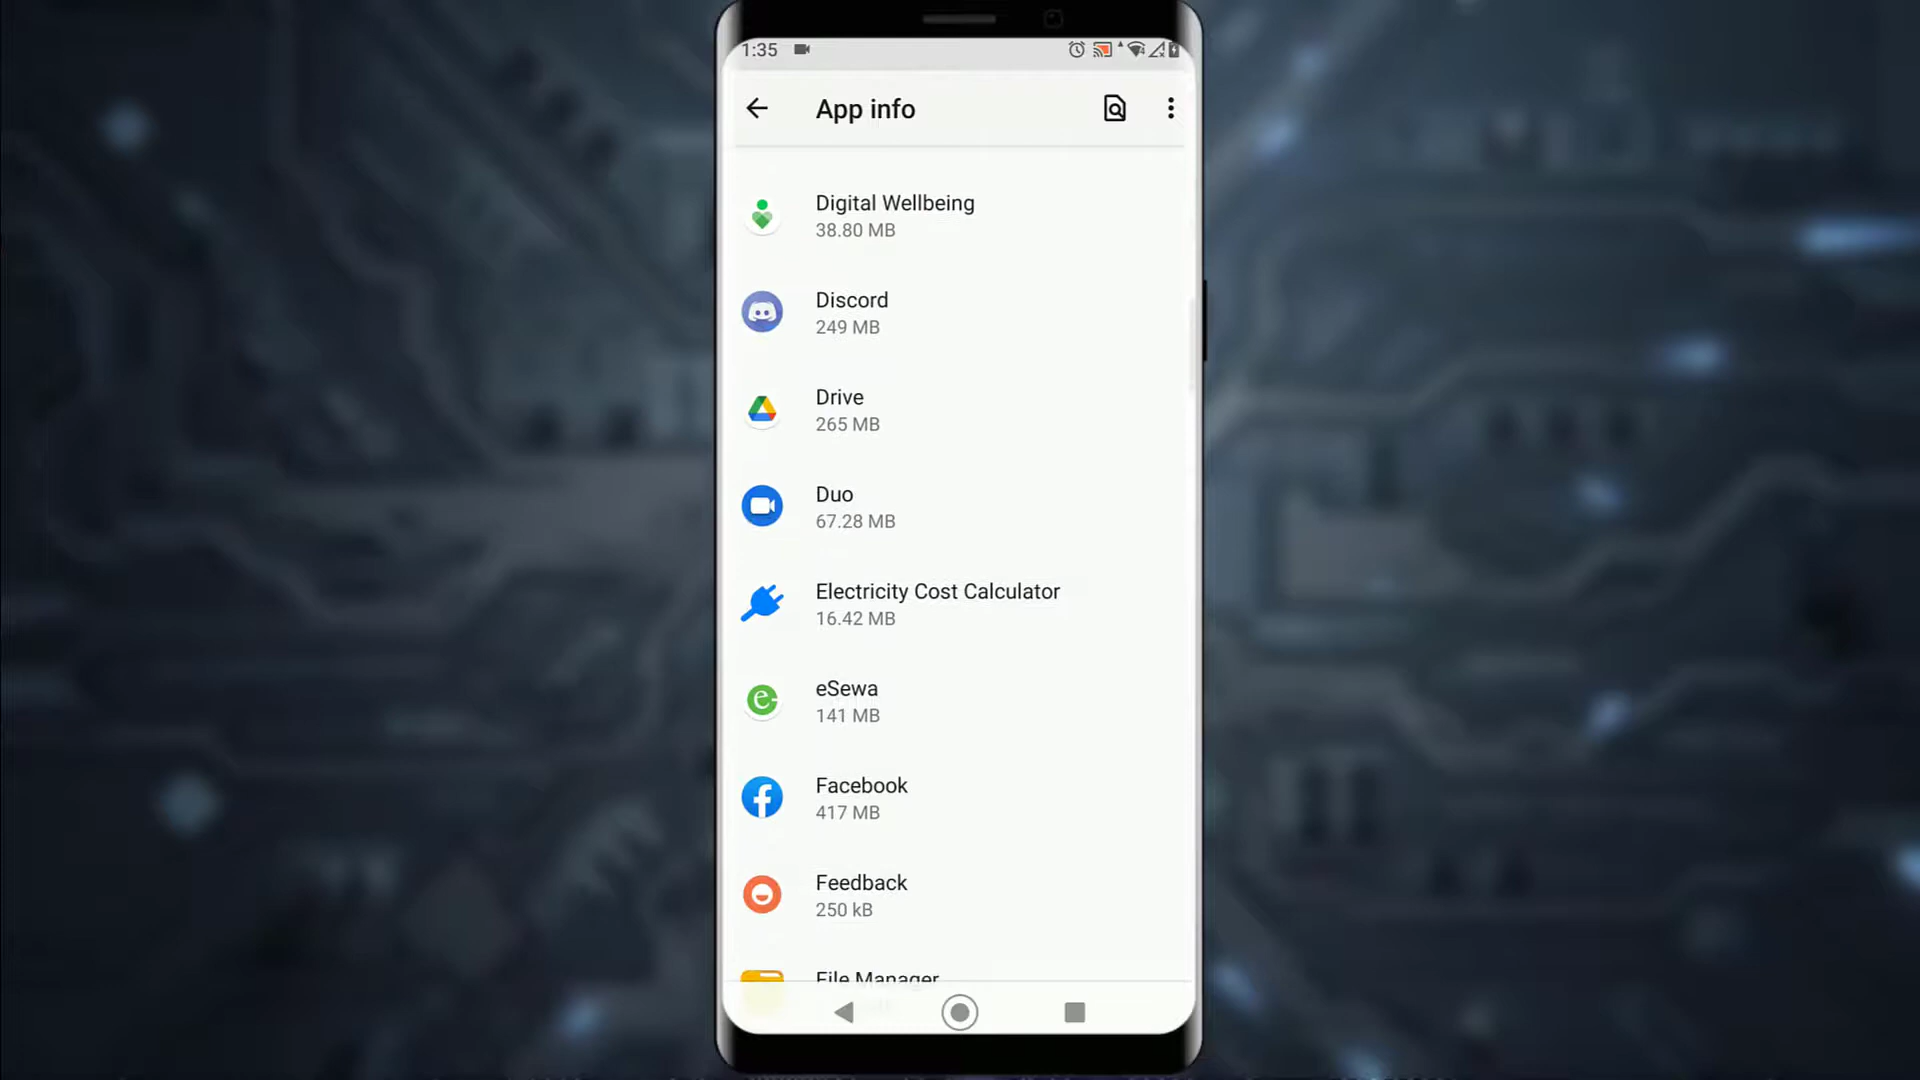 1:35
App info
Digital Wellbeing
38.80 MB
Discord
249 MB
Drive
265 MB
Duo
67.28 MB
Electricity Cost Calculator
16.42 MB
eSewa
141 MB
Facebook
417 MB
Feedback
250 kB
File Manager